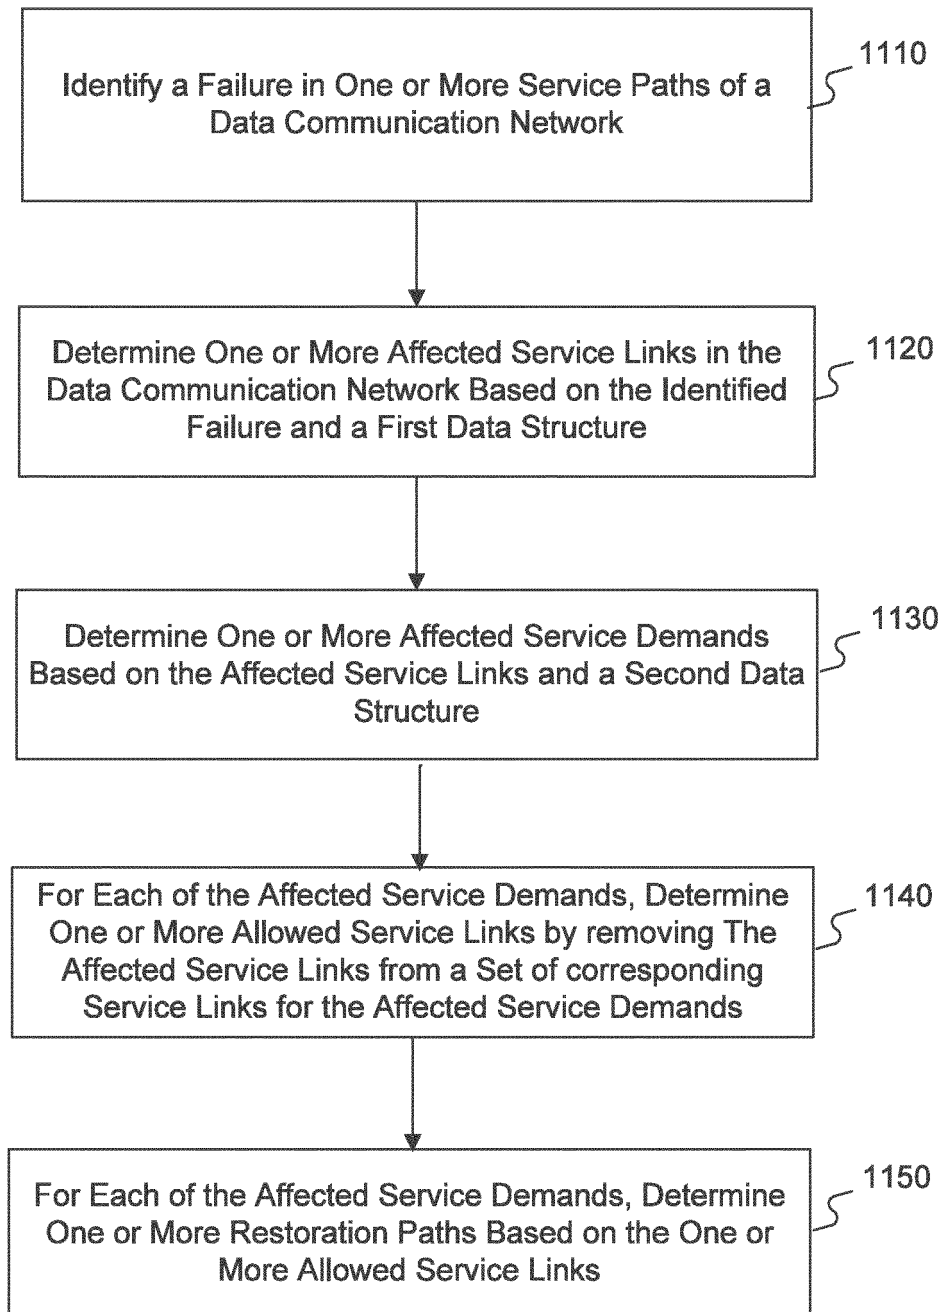 Identify a Failure in One or More Service Paths of a
Data Communication Network
1110
Determine One or More Affected Service Links in the
Data Communication Network Based on the Identified
Failure and a First Data Structure
1120
Determine One or More Affected Service Demands
Based on the Affected Service Links and a Second Data
Structure
1130
For Each of the Affected Service Demands, Determine
One or More Allowed Service Links by removing The
Affected Service Links from a Set of corresponding
Service Links for the Affected Service Demands
1140
For Each of the Affected Service Demands, Determine
One or More Restoration Paths Based on the One or
More Allowed Service Links
1150